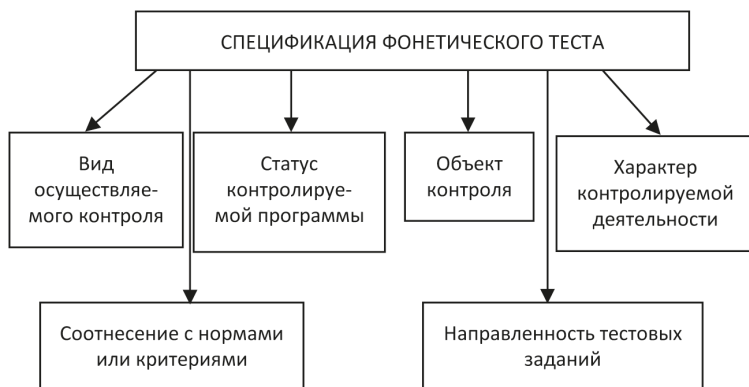 СПЕЦИФИКАЦИЯ ФОНЕТИЧЕСКОГО ТЕСТА
Вид
осуществляе-
мого контроля
Статус
контролируе-
мой программы
Объект
контроля
Характер
контролируемой
деятельности
Соотнесение с нормами
или критериями
Направленность тестовых
заданий